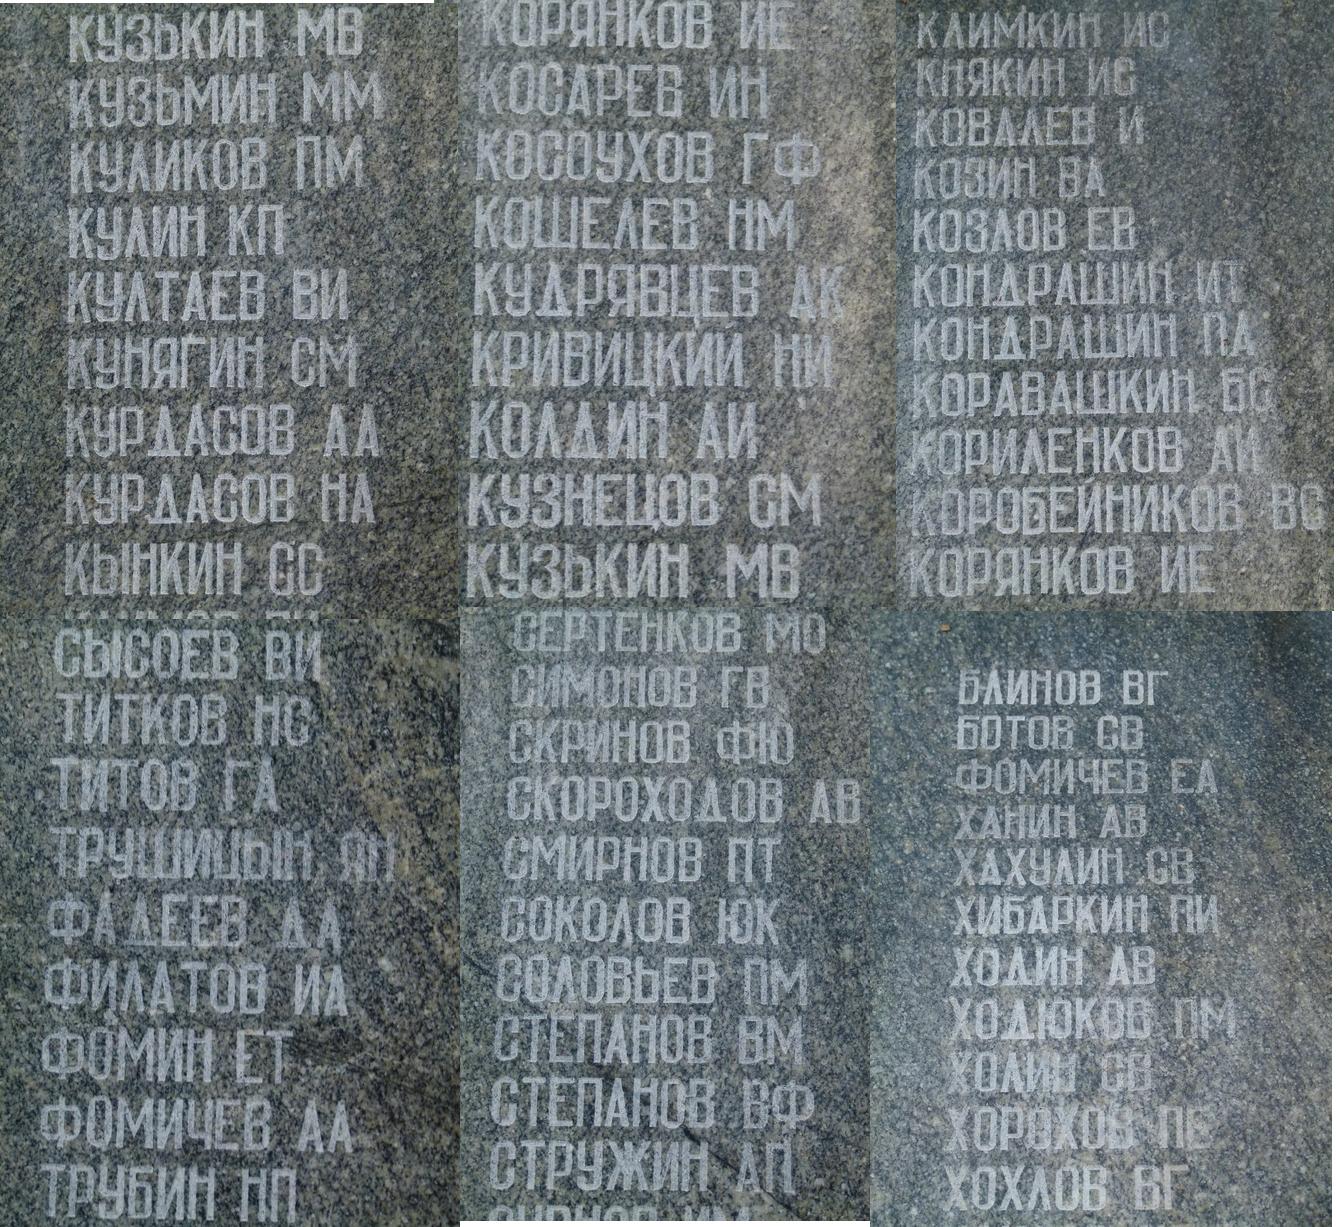 КУЗЬКИН МВ
КУЗЬМИН ММ
КУЛИКОВ ПМ
КУЛИН КП
КУЛТАЕВ ВИ
КУНЯГИН СМ
КУРДАСОВ АА
КУРДАСОВ НА
КЫНКИН СС
КОРЯНКОВ ИЕ
КОСАРЕВ ИН
КОСОУХОВ ГФ
КОШЕЛЕВ НМ
КУДРЯВЦЕВ АК
КРИВИЦКИЙ НИ
КОЛДИН АИ
КУЗНЕЦОВ СМ
КУЗЬКИН МВ
КЛИМКИН ИС
КНЯКИН ИС
КОВАЛЕВ И
КОЗИН ВА
КОЗЛОВ ЕВ
КОНДРАШИН ИТ
КОНДРАШИН ПА
КОРАВАШКИН БС
КОРИЛЕНКОВ АИ
КОРОБЕЙНИКОВ ВС
КОРЯНКОВ ИЕ
СЫСОЕВ ВИ
ТИТКОВ НС
ТИТОВ ГА
ТРУШИЦЫН ЯП
ФАДЕЕВ ДА
ФИЛАТОВ ИА
ФОМИН ЕТ
ФОМИЧЕВ АА
ТРУБИН НП
СЕРТЕНКОВ МО
СИМОНОВ ГВ
СКРИНОВ ФЮ
СКОРОХОДОВ АВ
СМИРНОВ ПТ
СОКОЛОВ ЮК
СОЛОВЬЕВ ПМ
СТЕПАНОВ ВМ
СТЕПАНОВ ВФ
СТРУЖИН АП
БЛИНОВ ВГ
БОТОВ СВ
ФОМИЧЕВ ЕА
ХАНИН АВ
ХАХУЛИН СВ
ХИБАРКИН ПИ
ХОДИН АВ
ХОДЮКОВ ПМ
ХОЛИН СВ
ХОРОХОВ ПЕ
ХОХЛОВ ВГ